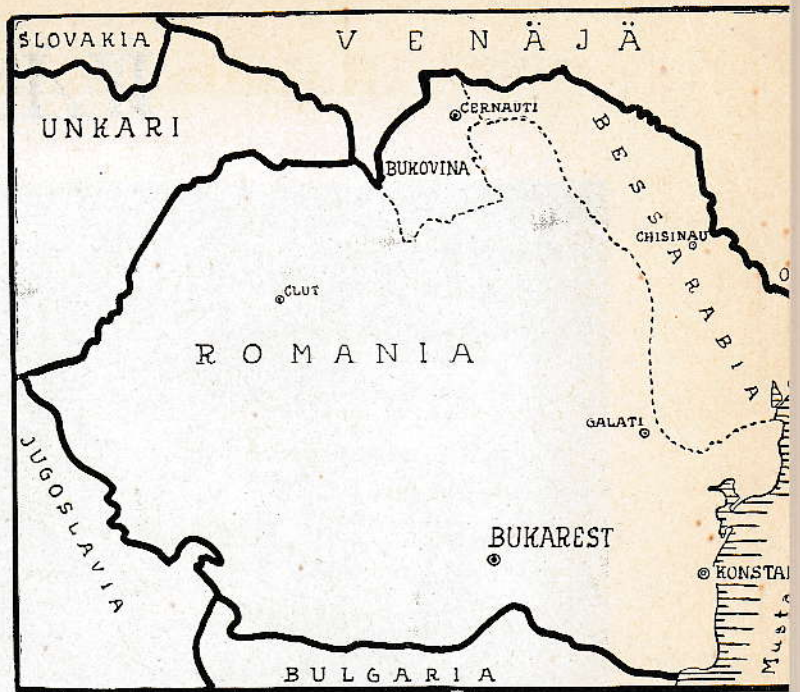 SLOVAKIA
VENÄJÄ
UNKARI
CERNAUTI
BUKOVINA
BESSARABIA
CHISINAU
CLUT
ROMANIA
GALATI
JUGOSLAVIA
BUKAREST
KONSTA
Musta
BULGARIA